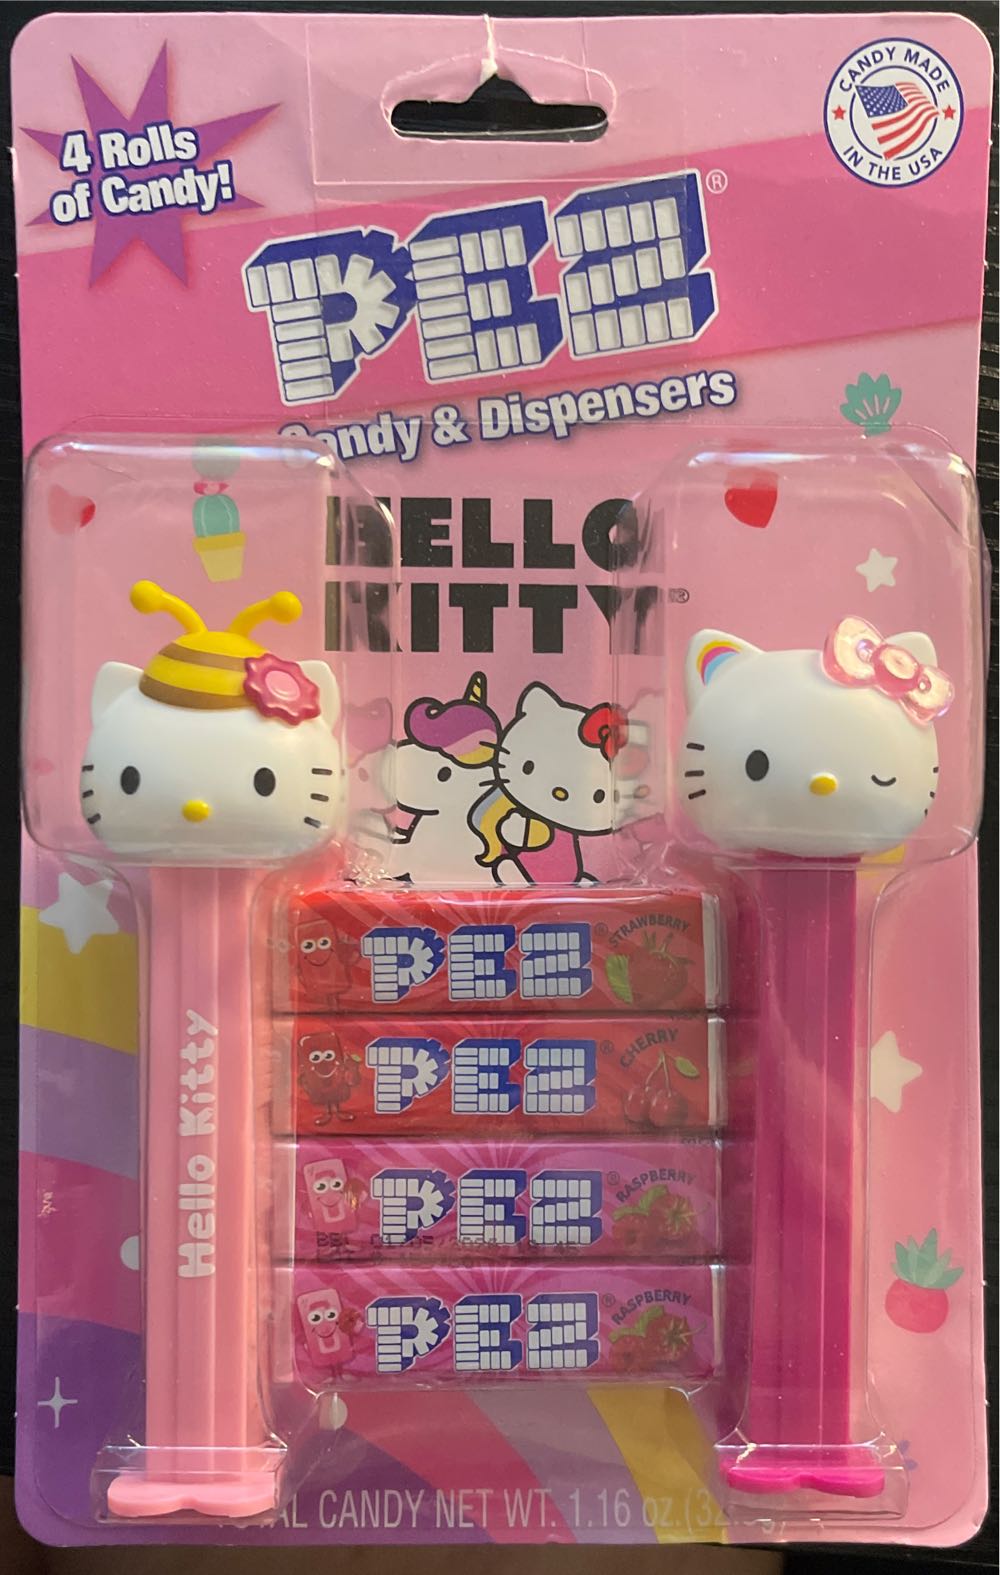 4 Rolls
of Candy!
CANDY MADE
IN THE USA
PEZ®
Candy & Dispensers
HELLO
KITTY®
Hello Kitty
PEZ® STRAWBERRY
PEZ® CHERRY
PEZ® RASPBERRY
PEZ® RASPBERRY
TOTAL CANDY NET WT. 1.16 oz.